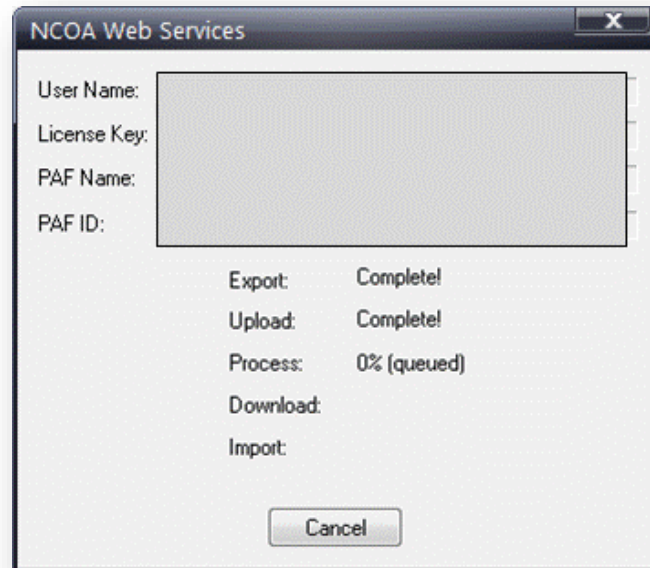 NCOA Web Services
X
User Name:
License Key:
PAF Name:
PAF ID:
Export: Complete!
Upload: Complete!
Process: 0% (queued)
Download:
Import:
Cancel